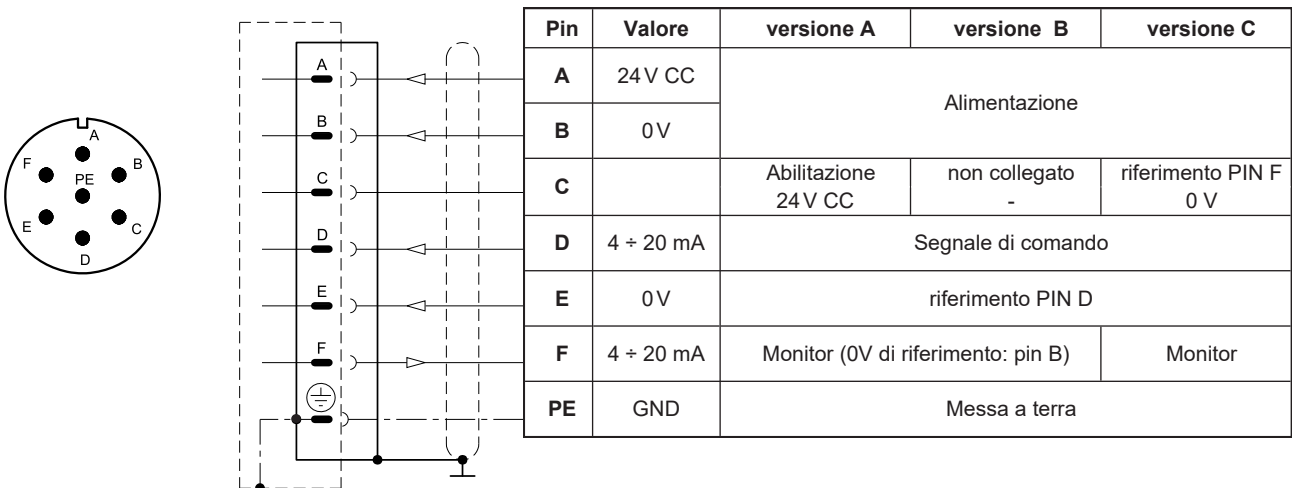 A
B
C
D
E
F
PE
A
B
C
D
E
F
Pin Valore versione A versione B versione C
A 24 V CC Alimentazione
B 0 V
C Abilitazione 24 V CC non collegato - riferimento PIN F 0 V
D 4 ÷ 20 mA Segnale di comando
E 0 V riferimento PIN D
F 4 ÷ 20 mA Monitor (0V di riferimento: pin B) Monitor
PE GND Messa a terra